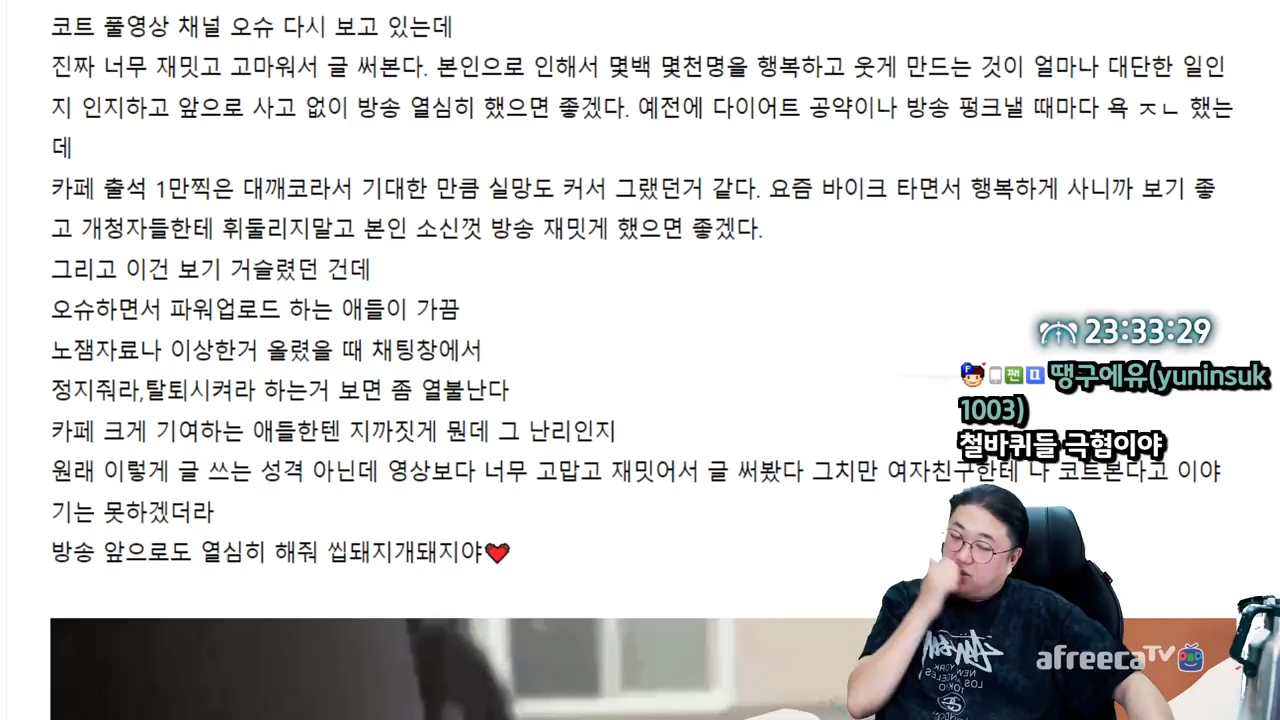 코트 풀영상 채널 오슈 다시 보고 있는데
진짜 너무 재밋고 고마워서 글 써본다. 본인으로 인해서 몇백 몇천명을 행복하고 웃게 만드는 것이 얼마나 대단한 일인
지 인지하고 앞으로 사고 없이 방송 열심히 했으면 좋겠다. 예전에 다이어트 공약이나 방송 펑크낼 때마다 욕 ㅈㄴ 했는
데
카페 출석 1만찍은 대깨코라서 기대한 만큼 실망도 커서 그랬던거 같다. 요즘 바이크 타면서 행복하게 사니까 보기 좋
고 개청자들한테 휘둘리지말고 본인 소신껏 방송 재밋게 했으면 좋겠다.
그리고 이건 보기 거슬렸던 건데
오슈하면서 파워업로드 하는 애들이 가끔
노잼자료나 이상한거 올렸을 때 채팅창에서
정지줘라,탈퇴시켜라 하는거 보면 좀 열불난다
카페 크게 기여하는 애들한텐 지까짓게 뭔데 그 난리인지
원래 이렇게 글 쓰는 성격 아닌데 영상보다 너무 고맙고 재밋어서 글 써봤다 그치만 여자친구한테 나 코트본다고 이야
기는 못하겠더라
방송 앞으로도 열심히 해줘 씹돼지개돼지야❤
23:33:29
F 팬 땡구에유(yuninsuk
1003)
철바퀴들 극혐이야
NEW YORK
LOS ANGELES
TOKYO
afreecaTV